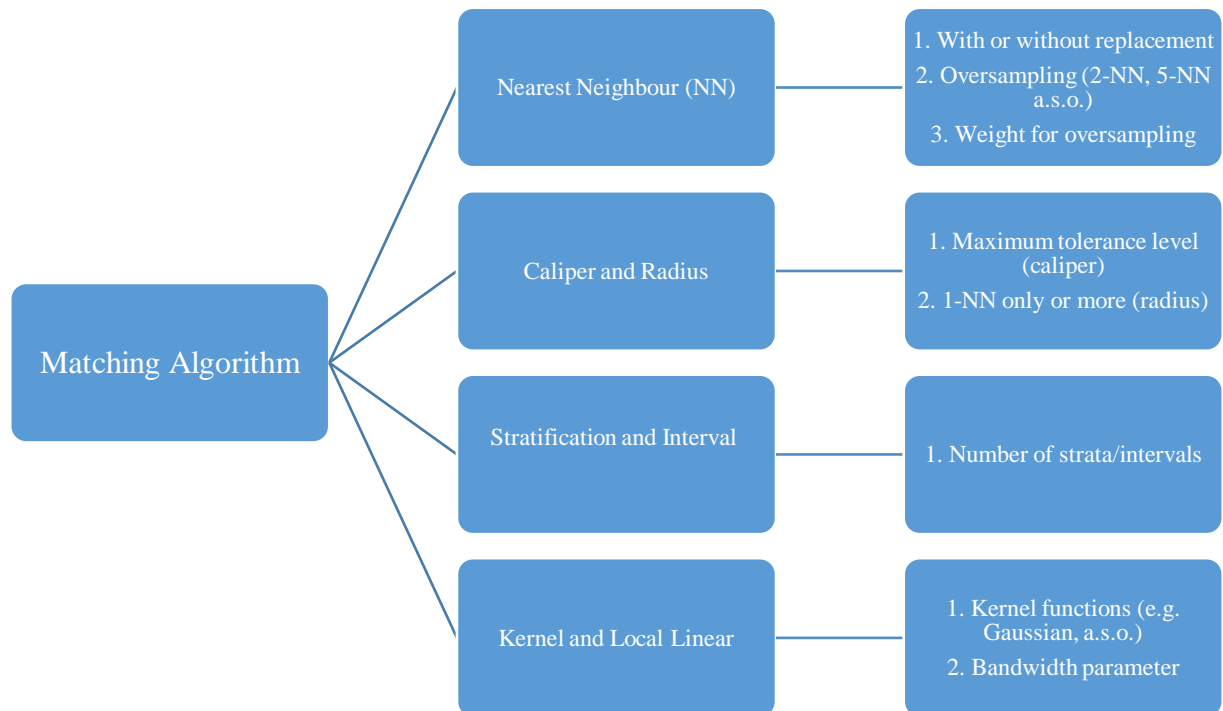 Matching Algorithm
Nearest Neighbour (NN)
1. With or without replacement
2. Oversampling (2-NN, 5-NN
a.s.o.)
3. Weight for oversampling
Caliper and Radius
1. Maximum tolerance level
(caliper)
2. 1-NN only or more (radius)
Stratification and Interval
1. Number of strata/intervals
Kernel and Local Linear
1. Kernel functions (e.g.
Gaussian, a.s.o.)
2. Bandwidth parameter